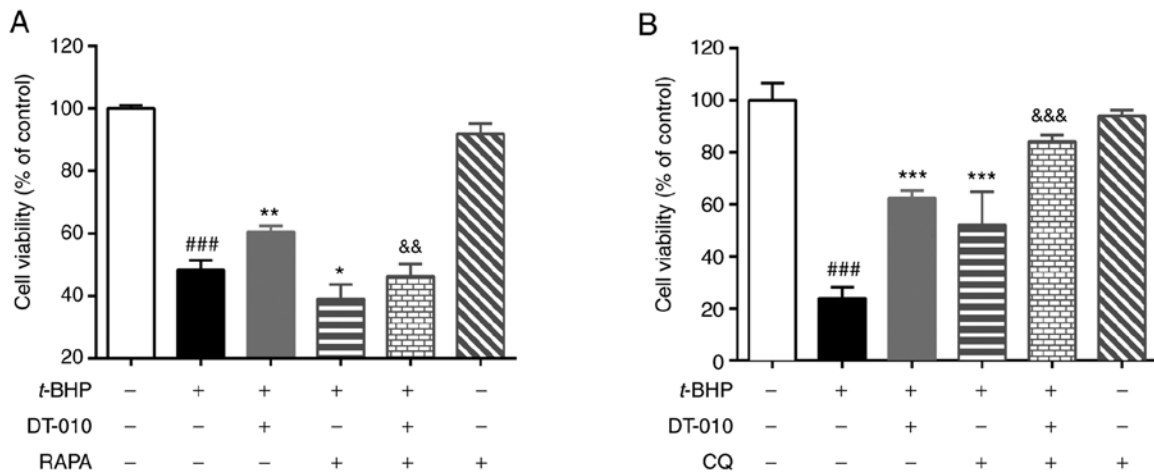 A
Cell viability (% of control)
120
100
80
60
40
20
###
**
*
&&
t-BHP − + + + + −
DT-010 − − + − + −
RAPA − − − + + +
B
Cell viability (% of control)
120
100
80
60
40
20
0
###
***
***
&&&
t-BHP − + + + + −
DT-010 − − + − + −
CQ − − − + + +